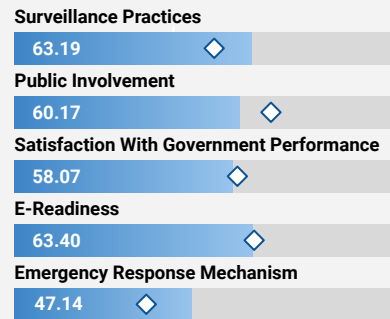 Surveillance Practices
63.19
Public Involvement
60.17
Satisfaction With Government Performance
58.07
E-Readiness
63.40
Emergency Response Mechanism
47.14